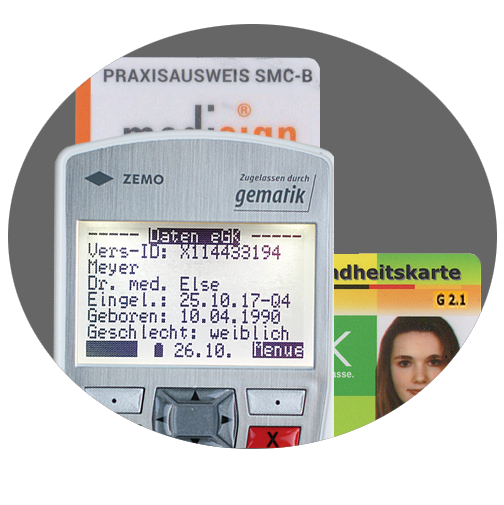 PRAXISAUSWEIS SMC-B
medisign®
ZEMO
Zugelassen durch
gematik
----- Daten eGK -----
Vers-ID: X114433194
Meyer
Dr. med. Else
Eingel.: 25.10.17-Q4
Geboren: 10.04.1990
Geschlecht: weiblich
26.10. Menue
ndheitskarte
G 2.1
K
asse.
X